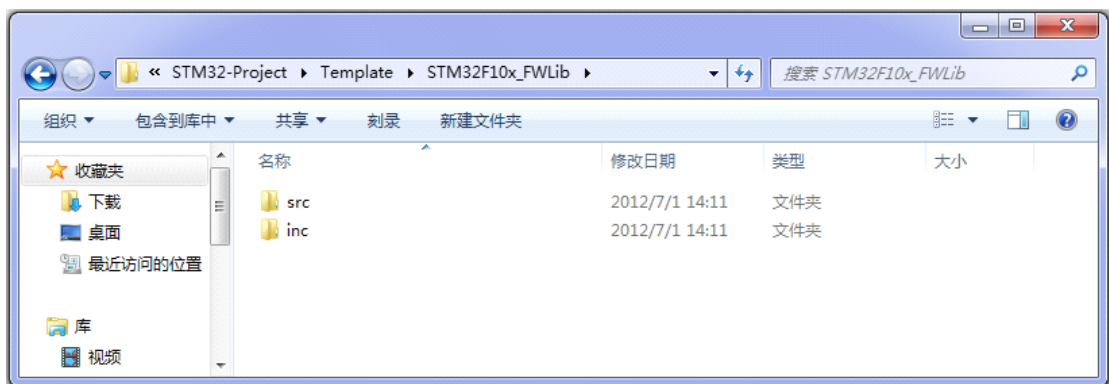 « STM32-Project ▸ Template ▸ STM32F10x_FWLib ▸
搜索 STM32F10x_FWLib
组织 包含到库中 共享 刻录 新建文件夹
收藏夹
下载
桌面
最近访问的位置
库
视频
名称 修改日期 类型 大小
src 2012/7/1 14:11 文件夹
inc 2012/7/1 14:11 文件夹